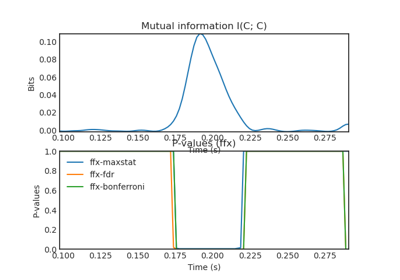 Mutual information I(C; C)
0.10
0.08
0.06
0.04
0.02
0.00
Bits
0.100 0.125 0.150 0.175 0.200 0.225 0.250 0.275
Time (s)
P-values (ffx)
1.0
0.8
0.6
0.4
0.2
0.0
P-values
ffx-maxstat
ffx-fdr
ffx-bonferroni
0.100 0.125 0.150 0.175 0.200 0.225 0.250 0.275
Time (s)